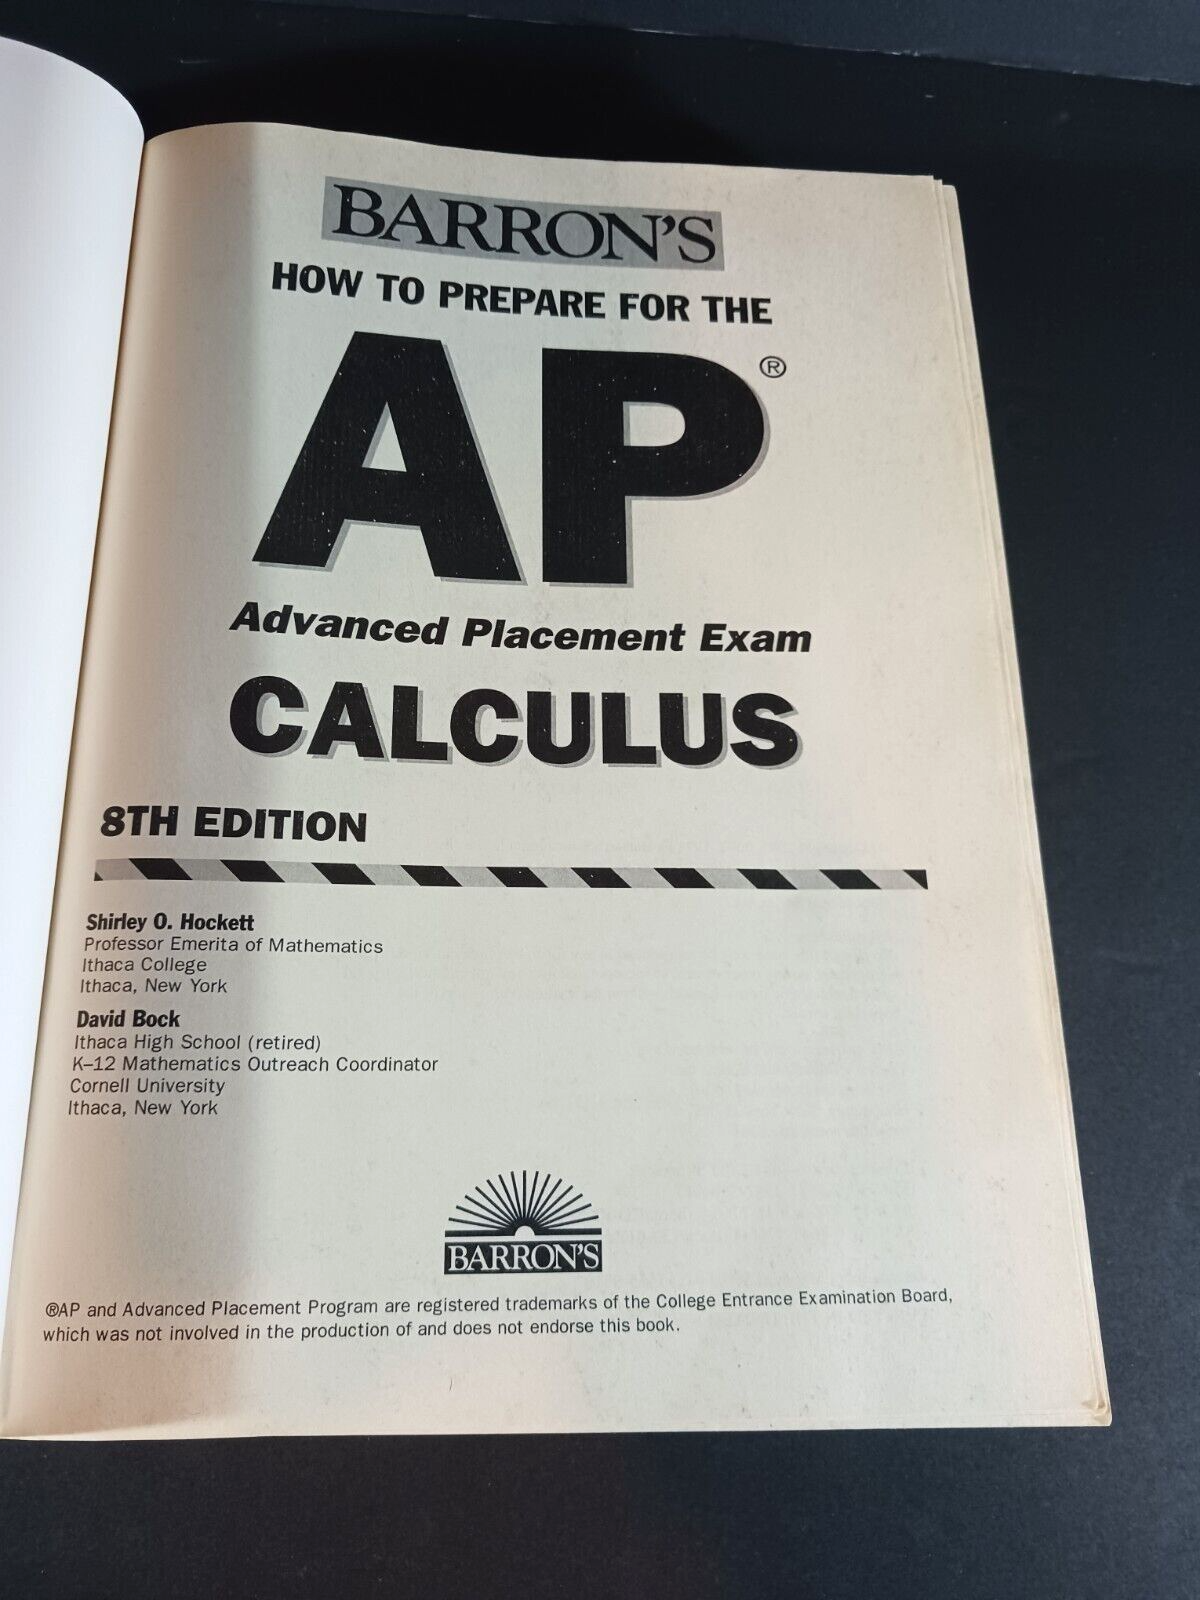 BARRON'S
HOW TO PREPARE FOR THE
AP®
Advanced Placement Exam
CALCULUS
8TH EDITION
Shirley O. Hockett
Professor Emerita of Mathematics
Ithaca College
Ithaca, New York
David Bock
Ithaca High School (retired)
K–12 Mathematics Outreach Coordinator
Cornell University
Ithaca, New York
BARRON'S
®AP and Advanced Placement Program are registered trademarks of the College Entrance Examination Board,
which was not involved in the production of and does not endorse this book.